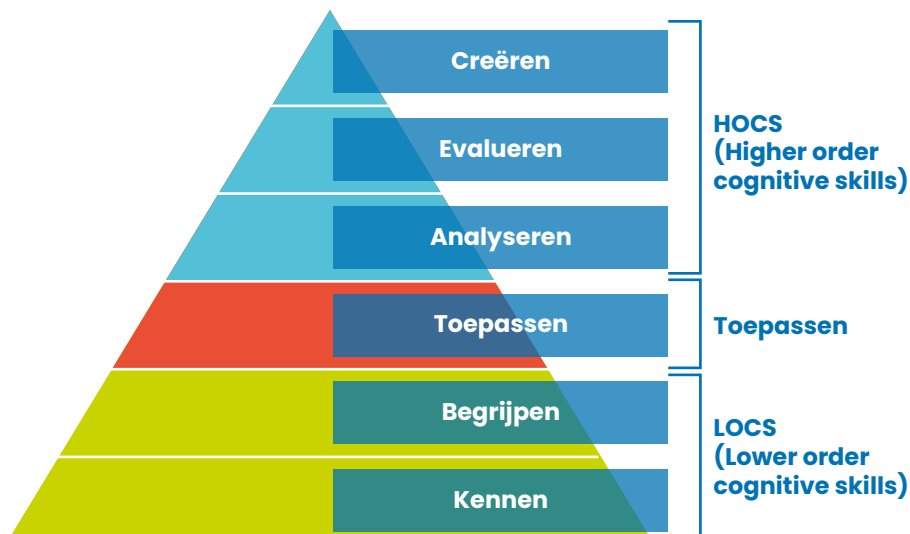 Creëren
Evalueren
Analyseren
HOCS
(Higher order
cognitive skills)
Toepassen
Toepassen
Begrijpen
Kennen
LOCS
(Lower order
cognitive skills)